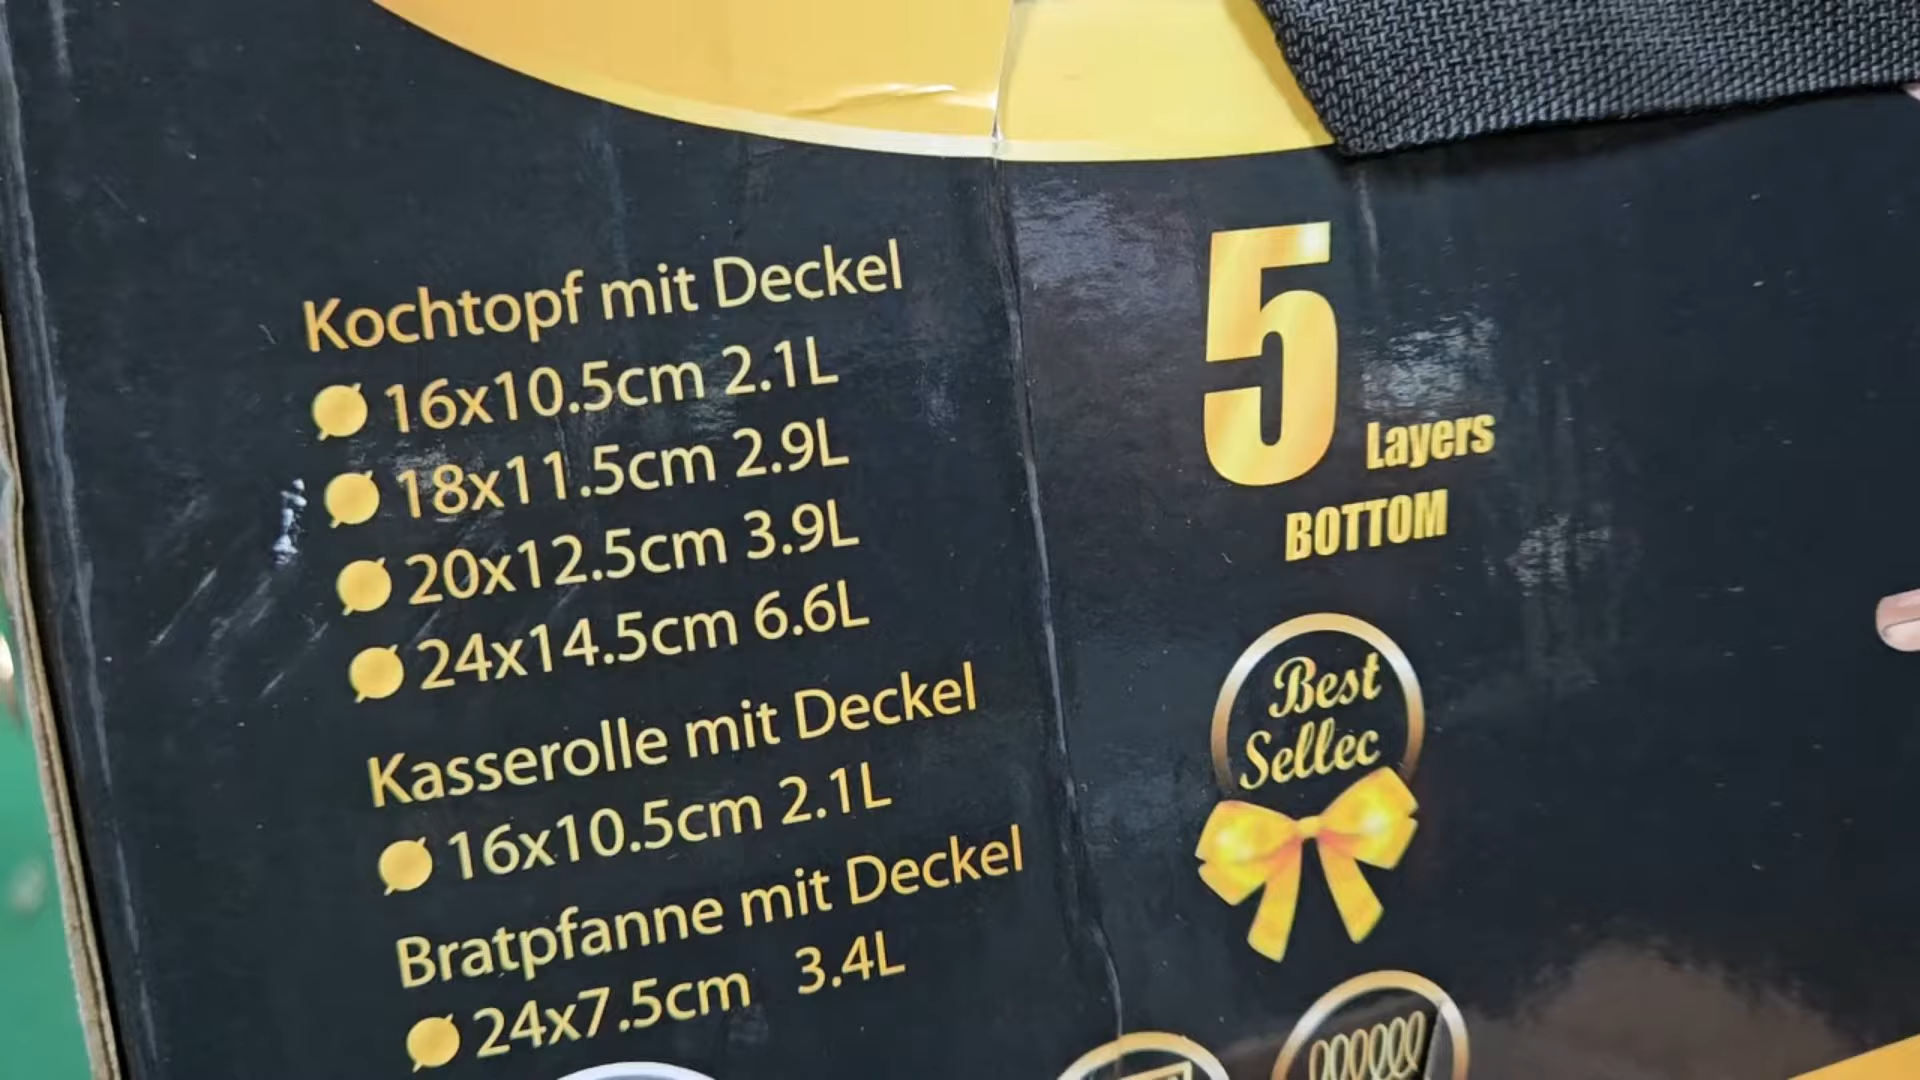 Kochtopf mit Deckel
16x10.5cm 2.1L
18x11.5cm 2.9L
20x12.5cm 3.9L
24x14.5cm 6.6L
Kasserolle mit Deckel
16x10.5cm 2.1L
Bratpfanne mit Deckel
24x7.5cm 3.4L
5
Layers
BOTTOM
Best
Sellec